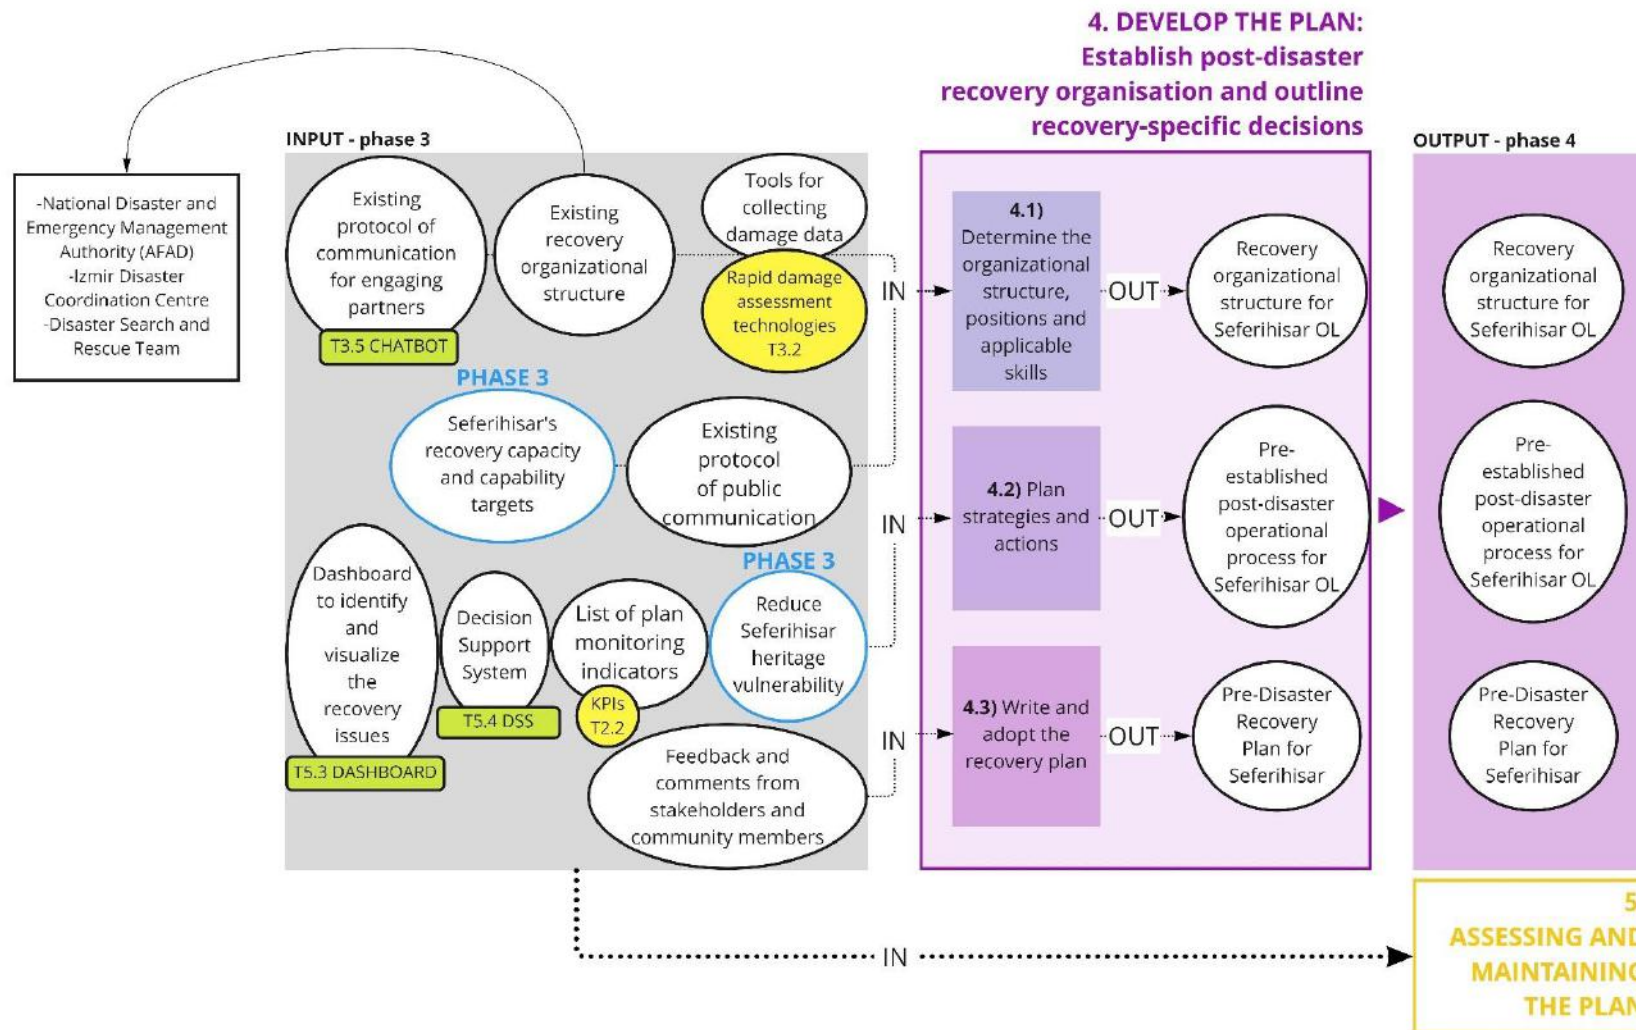 4. DEVELOP THE PLAN:
Establish post-disaster
recovery organisation and outline
recovery-specific decisions
INPUT - phase 3
OUTPUT - phase 4
-National Disaster and
Emergency Management
Authority (AFAD)
-Izmir Disaster
Coordination Centre
-Disaster Search and
Rescue Team
Existing
protocol of
communication
for engaging
partners
T3.5 CHATBOT
Existing
recovery
organizational
structure
Tools for
collecting
damage data
Rapid damage
assessment
technologies
T3.2
PHASE 3
Seferihisar's
recovery capacity
and capability
targets
Existing
protocol
of public
communication
Dashboard
to identify
and
visualize
the
recovery
issues
T5.3 DASHBOARD
Decision
Support
System
T5.4 DSS
List of plan
monitoring
indicators
KPIs
T2.2
PHASE 3
Reduce
Seferihisar
heritage
vulnerability
Feedback and
comments from
stakeholders and
community members
IN
4.1)
Determine the
organizational
structure,
positions and
applicable
skills
OUT
Recovery
organizational
structure for
Seferihisar OL
IN
4.2) Plan
strategies and
actions
OUT
Pre-
established
post-disaster
operational
process for
Seferihisar OL
IN
4.3) Write and
adopt the
recovery plan
OUT
Pre-Disaster
Recovery
Plan for
Seferihisar
Recovery
organizational
structure for
Seferihisar OL
Pre-
established
post-disaster
operational
process for
Seferihisar OL
Pre-Disaster
Recovery
Plan for
Seferihisar
IN
5
ASSESSING AND
MAINTAINING
THE PLAN